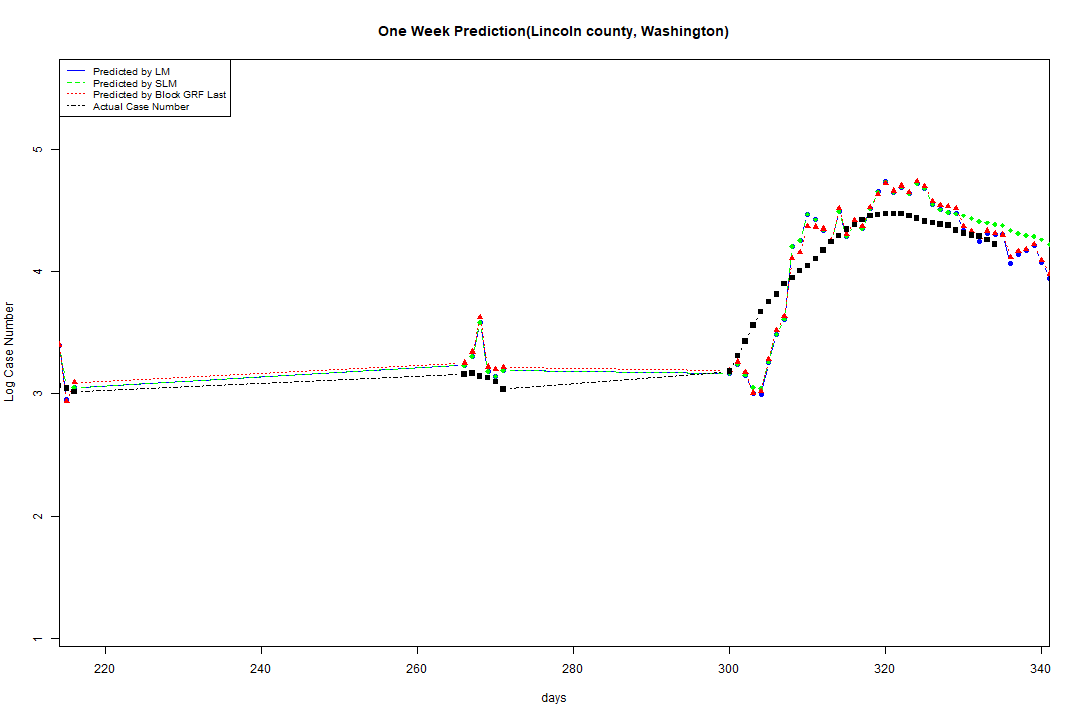 One Week Prediction(Lincoln county, Washington)
Predicted by LM
Predicted by SLM
Predicted by Block GRF Last
Actual Case Number
5
4
3
2
1
Log Case Number
220 240 260 280 300 320 340
days